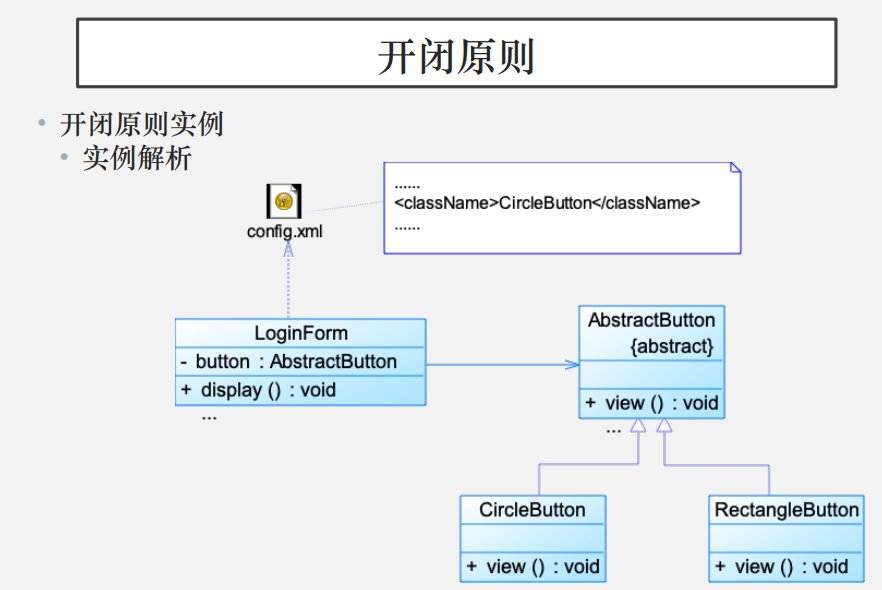 开闭原则
开闭原则实例
实例解析
......
<className>CircleButton</className>
......
config.xml
LoginForm
- button : AbstractButton
+ display () : void
...
AbstractButton
{abstract}
+ view () : void
...
CircleButton
+ view () : void
RectangleButton
+ view () : void